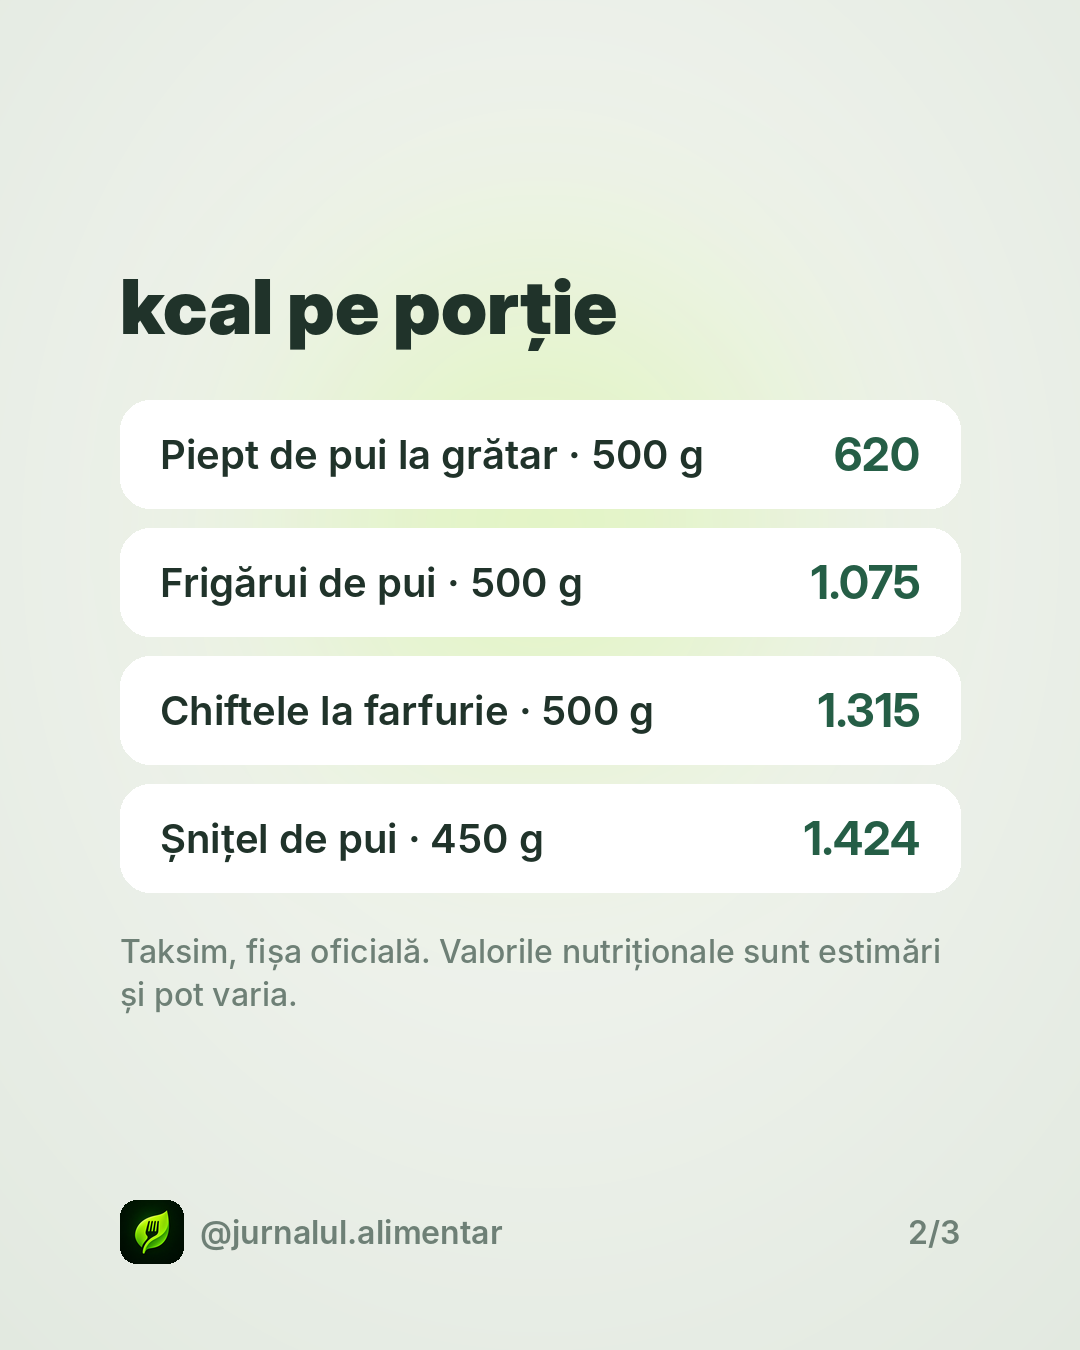 kcal pe porție
Piept de pui la grătar · 500 g 620
Frigărui de pui · 500 g 1.075
Chiftele la farfurie · 500 g 1.315
Șnițel de pui · 450 g 1.424
Taksim, fișa oficială. Valorile nutriționale sunt estimări
și pot varia.
@jurnalul.alimentar 2/3